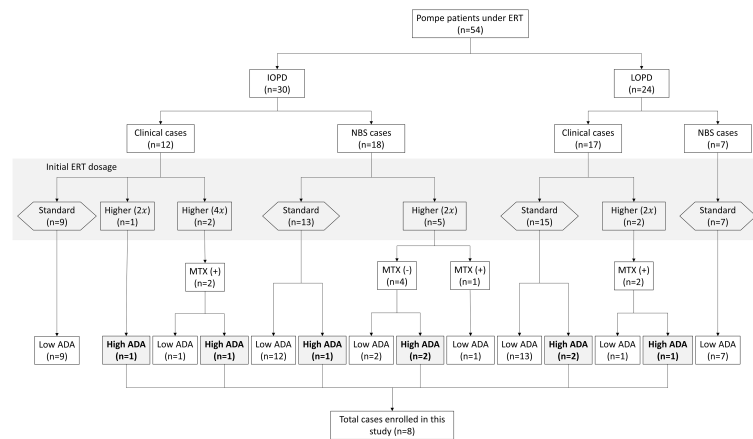 Pompe patients under ERT
(n=54)
IOPD
(n=30)
LOPD
(n=24)
Clinical cases
(n=12)
NBS cases
(n=18)
Clinical cases
(n=17)
NBS cases
(n=7)
Initial ERT dosage
Standard
(n=9)
Higher (2x)
(n=1)
Higher (4x)
(n=2)
Standard
(n=13)
Higher (2x)
(n=5)
Standard
(n=15)
Higher (2x)
(n=2)
Standard
(n=7)
MTX (+)
(n=2)
MTX (-)
(n=4)
MTX (+)
(n=1)
MTX (+)
(n=2)
Low ADA
(n=9)
High ADA
(n=1)
Low ADA
(n=1)
High ADA
(n=1)
Low ADA
(n=12)
High ADA
(n=1)
Low ADA
(n=2)
High ADA
(n=2)
Low ADA
(n=1)
Low ADA
(n=13)
High ADA
(n=2)
Low ADA
(n=1)
High ADA
(n=1)
Low ADA
(n=7)
Total cases enrolled in this
study (n=8)